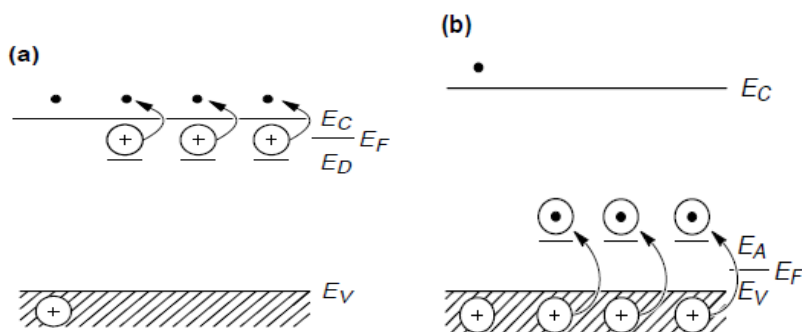 (a)
E_C
E_F
E_D
E_V
+ + +
+
(b)
E_C
E_A
E_F
E_V
+ + + +